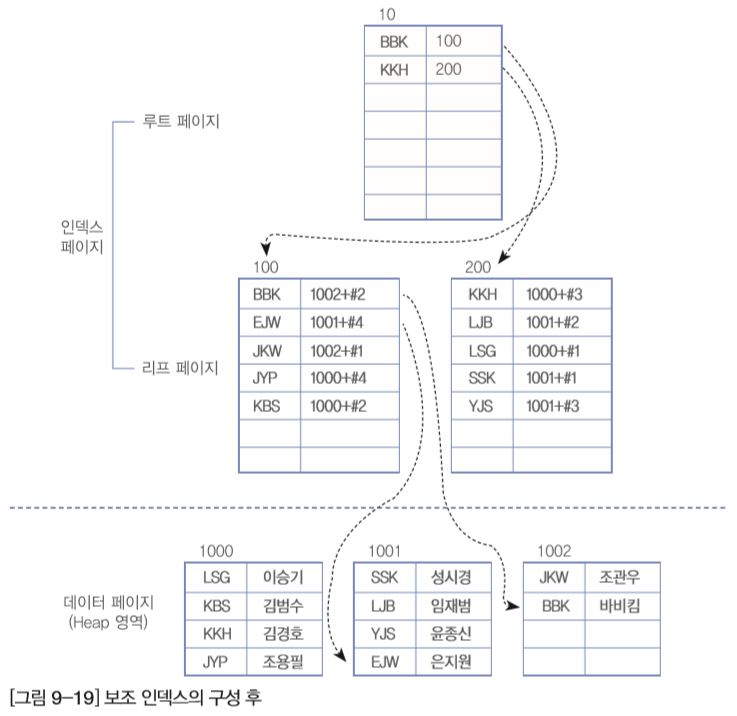 10
BBK 100
KKH 200
루트 페이지
인덱스
페이지
리프 페이지
100
BBK 1002+#2
EJW 1001+#4
JKW 1002+#1
JYP 1000+#4
KBS 1000+#2
200
KKH 1000+#3
LJB 1001+#2
LSG 1000+#1
SSK 1001+#1
YJS 1001+#3
데이터 페이지
(Heap 영역)
1000
LSG 이승기
KBS 김범수
KKH 김경호
JYP 조용필
1001
SSK 성시경
LJB 임재범
YJS 윤종신
EJW 은지원
1002
JKW 조관우
BBK 바비킴
[그림 9-19] 보조 인덱스의 구성 후